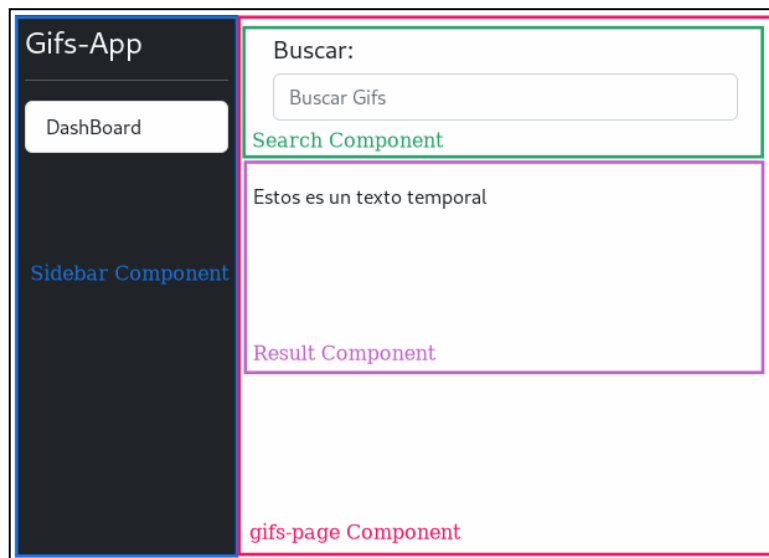 Gifs-App
DashBoard
Sidebar Component
Buscar:
Buscar Gifs
Search Component
Estos es un texto temporal
Result Component
gifs-page Component